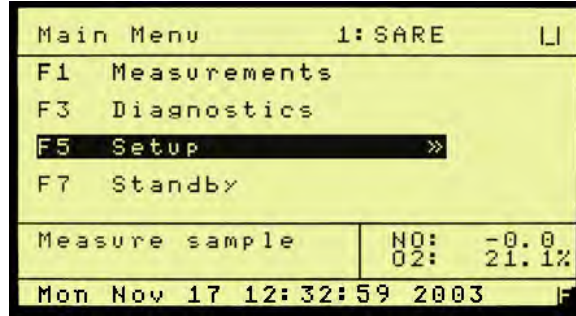 Main Menu 1:SARE
F1 Measurements
F3 Diagnostics
F5 Setup »
F7 Standby
Measure sample NO: -0.0
O2: 21.1%
Mon Nov 17 12:32:59 2003